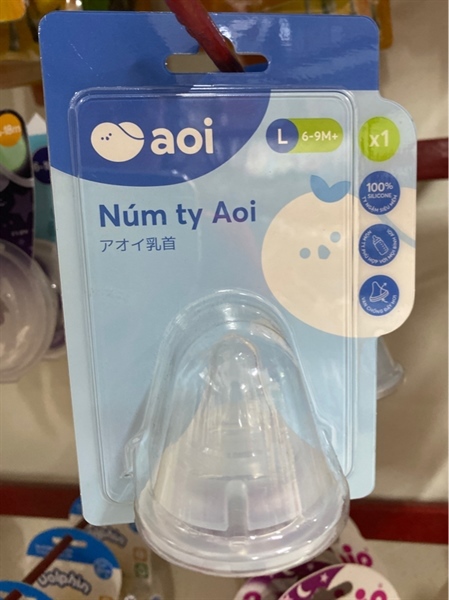 aoi
L 6-9M+
x1
Núm ty Aoi
アオイ乳首
100%
SILICONE
dolphin